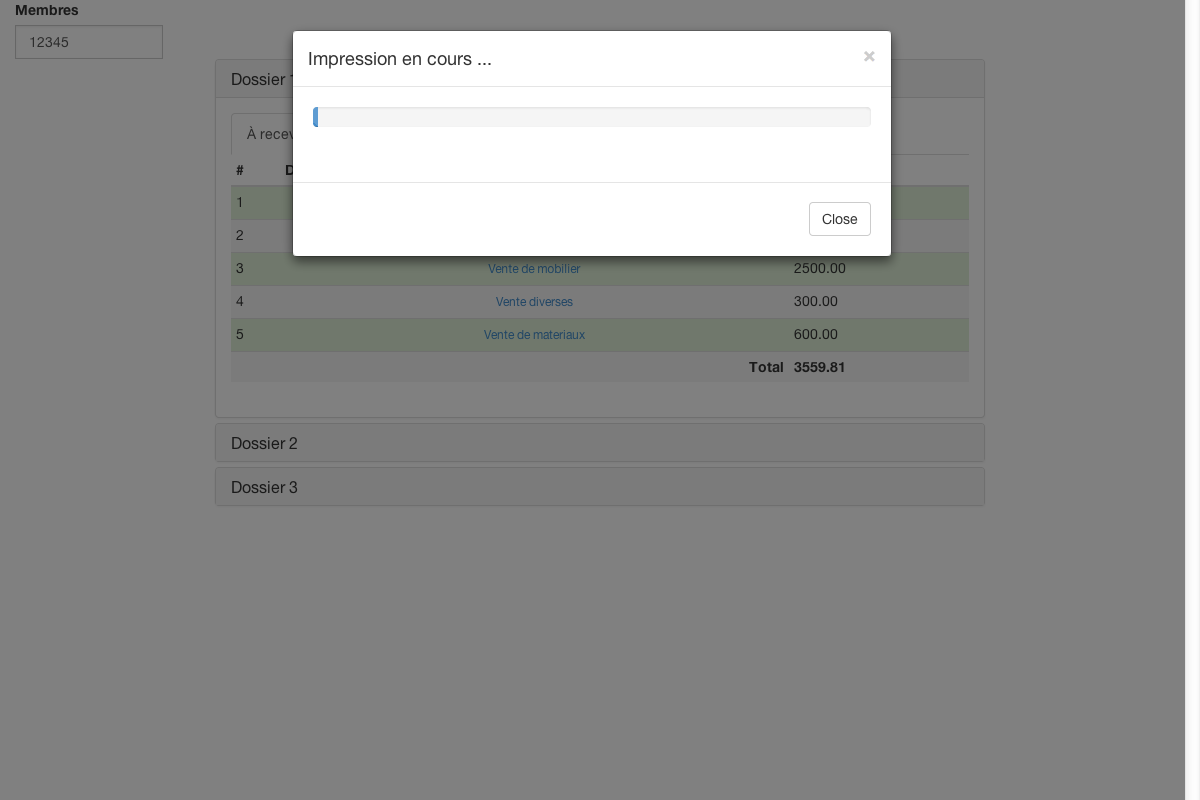 Membres
12345
Impression en cours ...
×
Dossier
À recev
#
1
2
3 Vente de mobilier 2500.00
4 Vente diverses 300.00
5 Vente de materiaux 600.00
Total 3559.81
Close
Dossier 2
Dossier 3